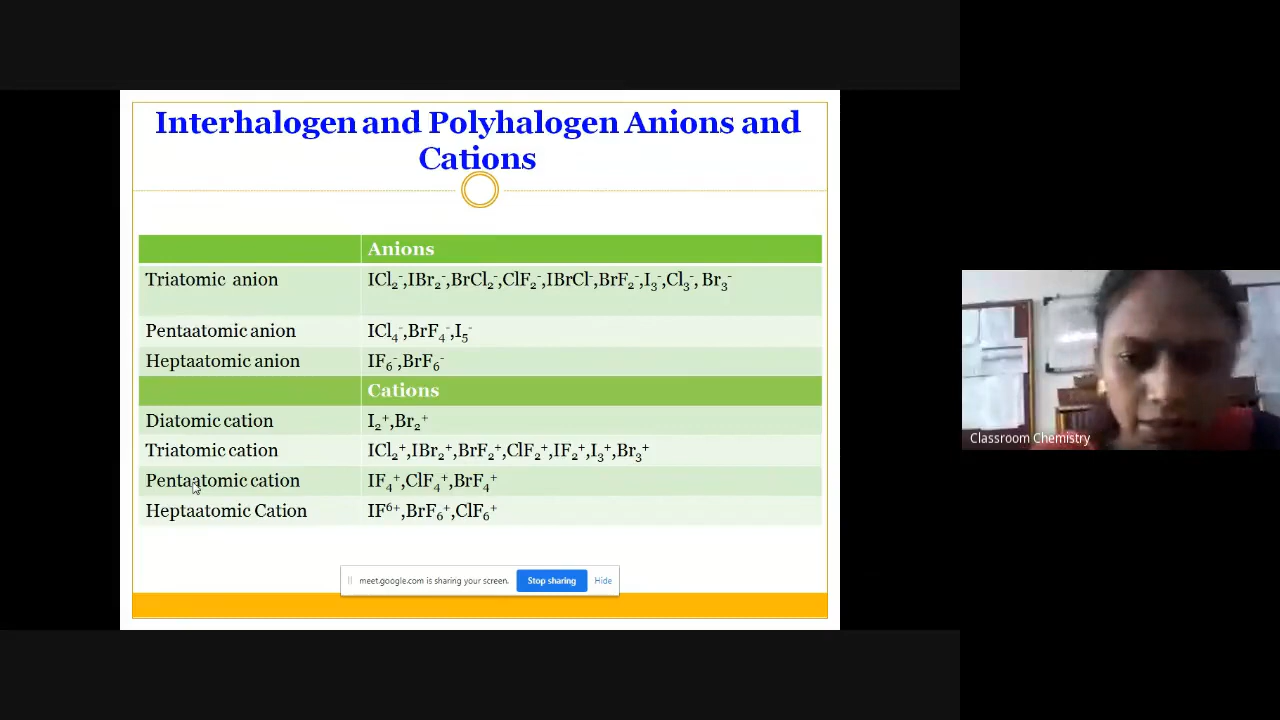 Interhalogen and Polyhalogen Anions and
Cations
Anions
Triatomic anion ICl₂⁻,IBr₂⁻,BrCl₂⁻,ClF₂⁻,IBrCl⁻,BrF₂⁻,I₃⁻,Cl₃⁻, Br₃⁻
Pentaatomic anion ICl₄⁻,BrF₄⁻,I₅⁻
Heptaatomic anion IF₆⁻,BrF₆⁻
Cations
Diatomic cation I₂⁺,Br₂⁺
Triatomic cation ICl₂⁺,IBr₂⁺,BrF₂⁺,ClF₂⁺,IF₂⁺,I₃⁺,Br₃⁺
Pentaatomic cation IF₄⁺,ClF₄⁺,BrF₄⁺
Heptaatomic Cation IF⁶⁺,BrF₆⁺,ClF₆⁺
meet.google.com is sharing your screen. Stop sharing Hide
Classroom Chemistry